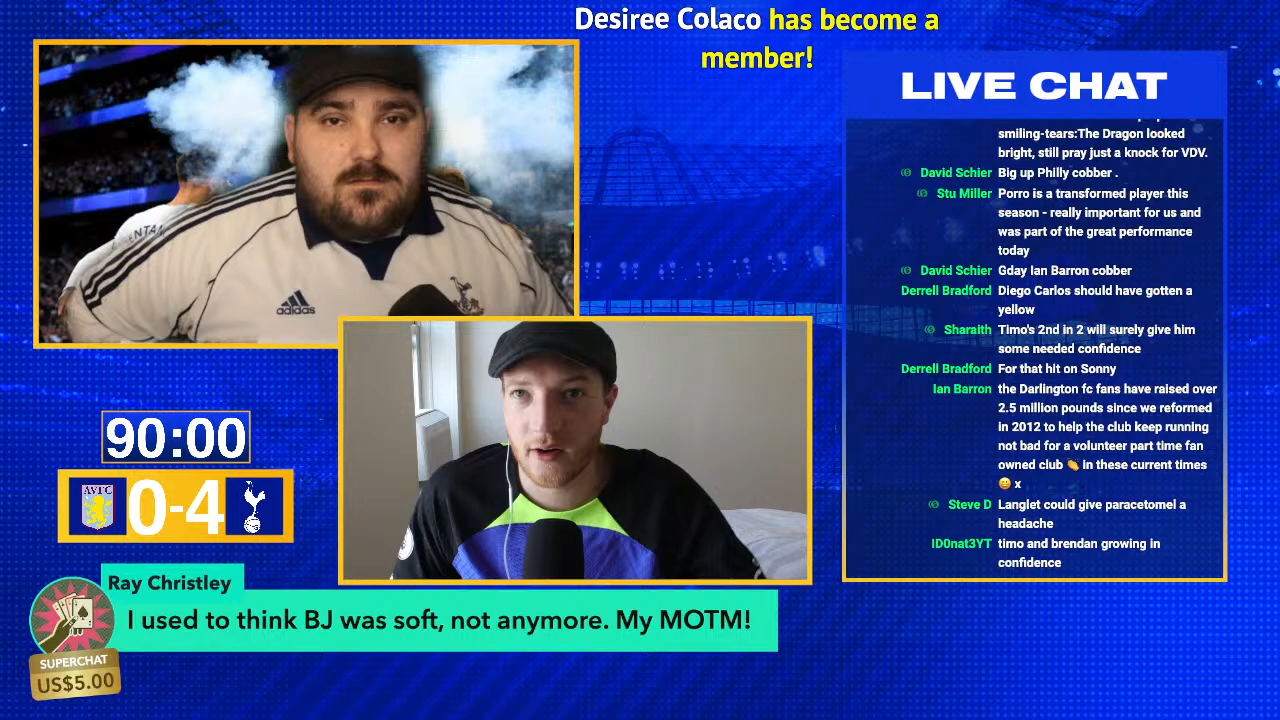 Desiree Colaco has become a
member!
LIVE CHAT
smiling-tears:The Dragon looked
bright, still pray just a knock for VDV.
David Schier Big up Philly cobber .
Stu Miller Porro is a transformed player this
season - really important for us and
was part of the great performance
today
David Schier Gday Ian Barron cobber
Derrell Bradford Diego Carlos should have gotten a
yellow
Sharaith Timo's 2nd in 2 will surely give him
some needed confidence
Derrell Bradford For that hit on Sonny
Ian Barron the Darlington fc fans have raised over
2.5 million pounds since we reformed
in 2012 to help the club keep running
not bad for a volunteer part time fan
owned club 👏 in these current times
😀 x
Steve D Langlet could give paracetomel a
headache
ID0nat3YT timo and brendan growing in
confidence
ENTAN
adidas
90:00
AVFC
0-4
Ray Christley
I used to think BJ was soft, not anymore. My MOTM!
SUPERCHAT
US$5.00